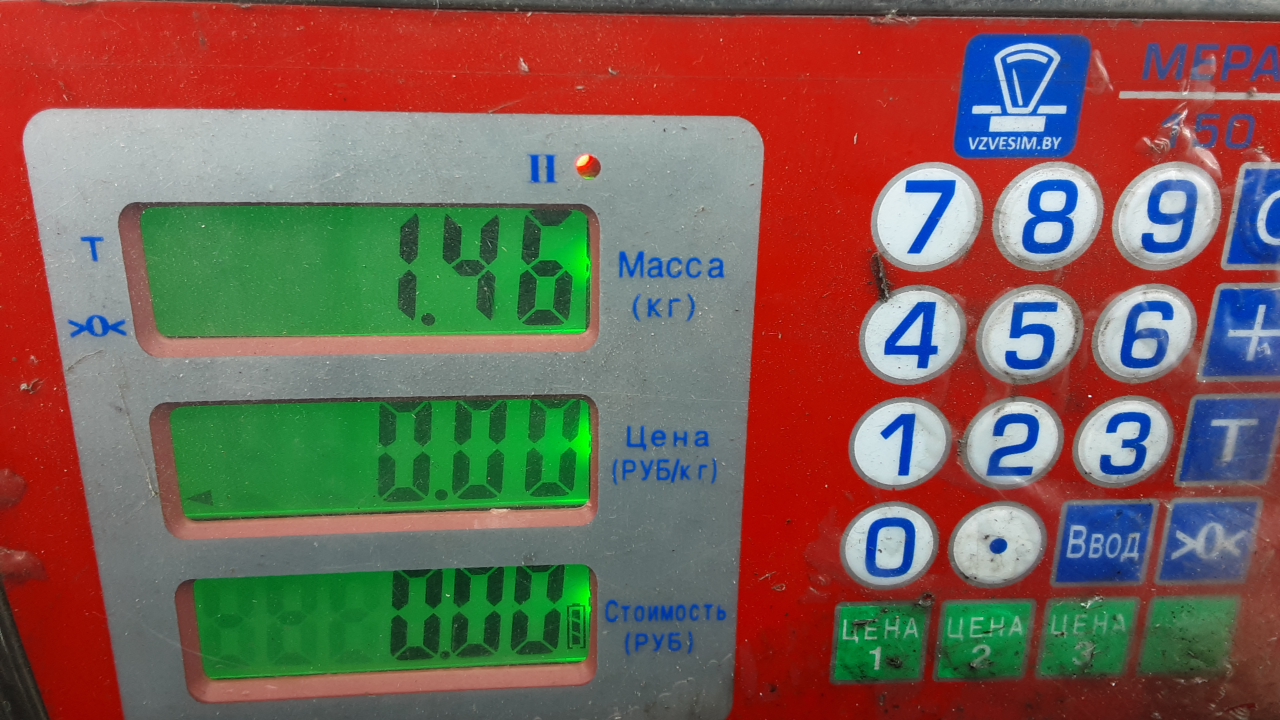 VZVESIM.BY
МЕРА
150
II
T
>0<
1.46
Масса
(кг)
0.00
Цена
(РУБ/кг)
0.00
Стоимость
(РУБ)
7 8 9 C
4 5 6 +
1 2 3 T
0 . Ввод >0<
ЦЕНА 1 ЦЕНА 2 ЦЕНА 3